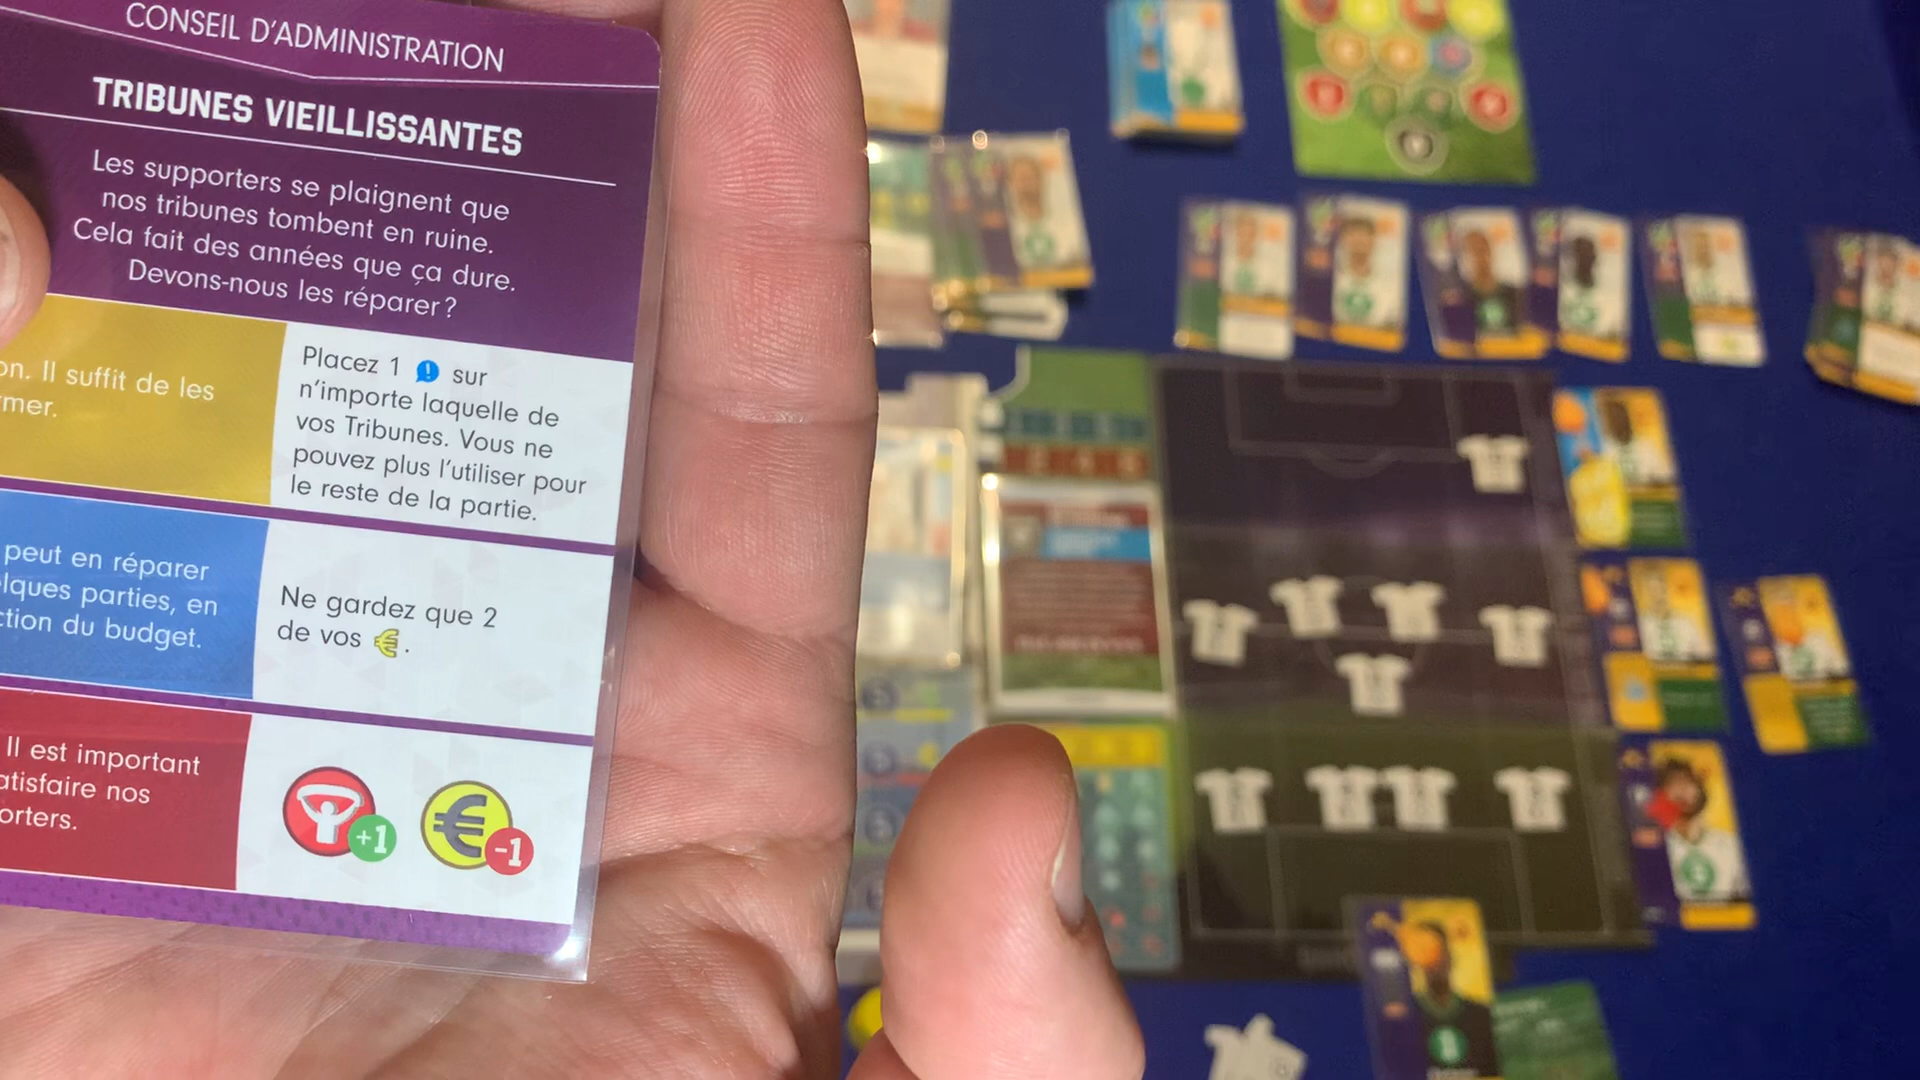 CONSEIL D'ADMINISTRATION
TRIBUNES VIEILLISSANTES
Les supporters se plaignent que
nos tribunes tombent en ruine.
Cela fait des années que ça dure.
Devons-nous les réparer ?
on. Il suffit de les
mer.
Placez 1 sur
n'importe laquelle de
vos Tribunes. Vous ne
pouvez plus l'utiliser pour
le reste de la partie.
peut en réparer
lques parties, en
ction du budget.
Ne gardez que 2
de vos €.
Il est important
atisfaire nos
orters.
+1
€ -1